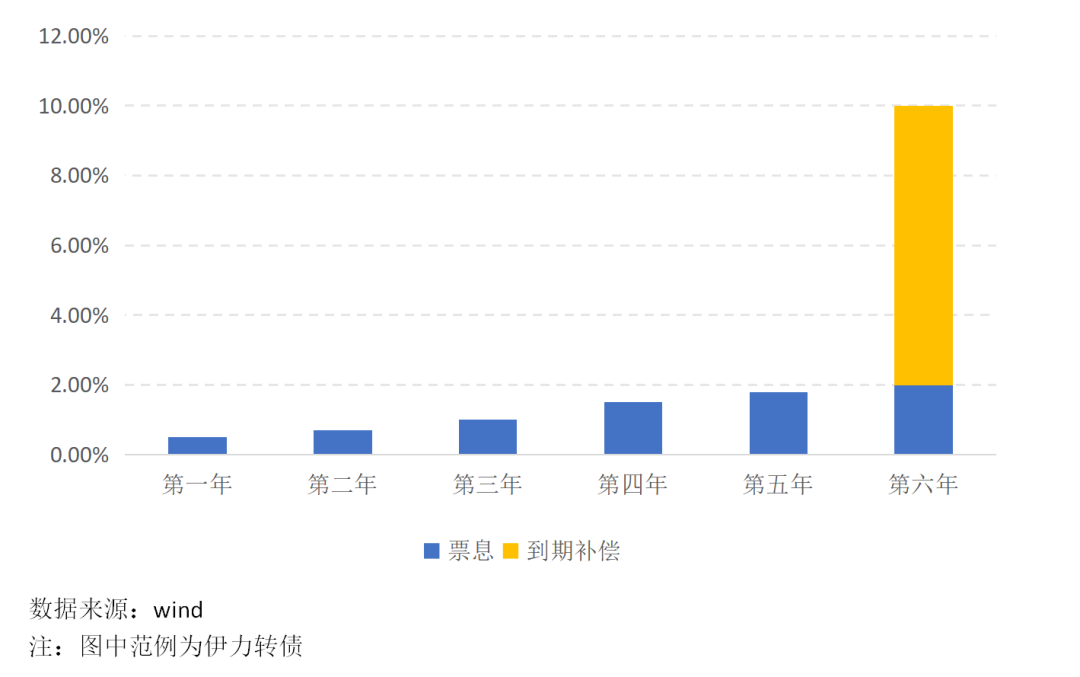 12.00%
10.00%
8.00%
6.00%
4.00%
2.00%
0.00%
第一年 第二年 第三年 第四年 第五年 第六年
票息 到期补偿
数据来源：wind
注：图中范例为伊力转债